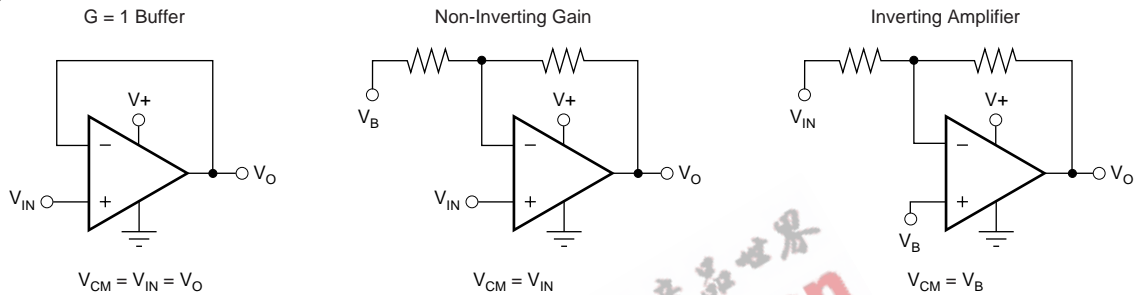 G = 1 Buffer
Non-Inverting Gain
Inverting Amplifier
V+
−
+
V_IN
V_O
V_CM = V_IN = V_O
V_B
V+
−
+
V_IN
V_O
V_CM = V_IN
V_IN
V+
−
+
V_B
V_O
V_CM = V_B